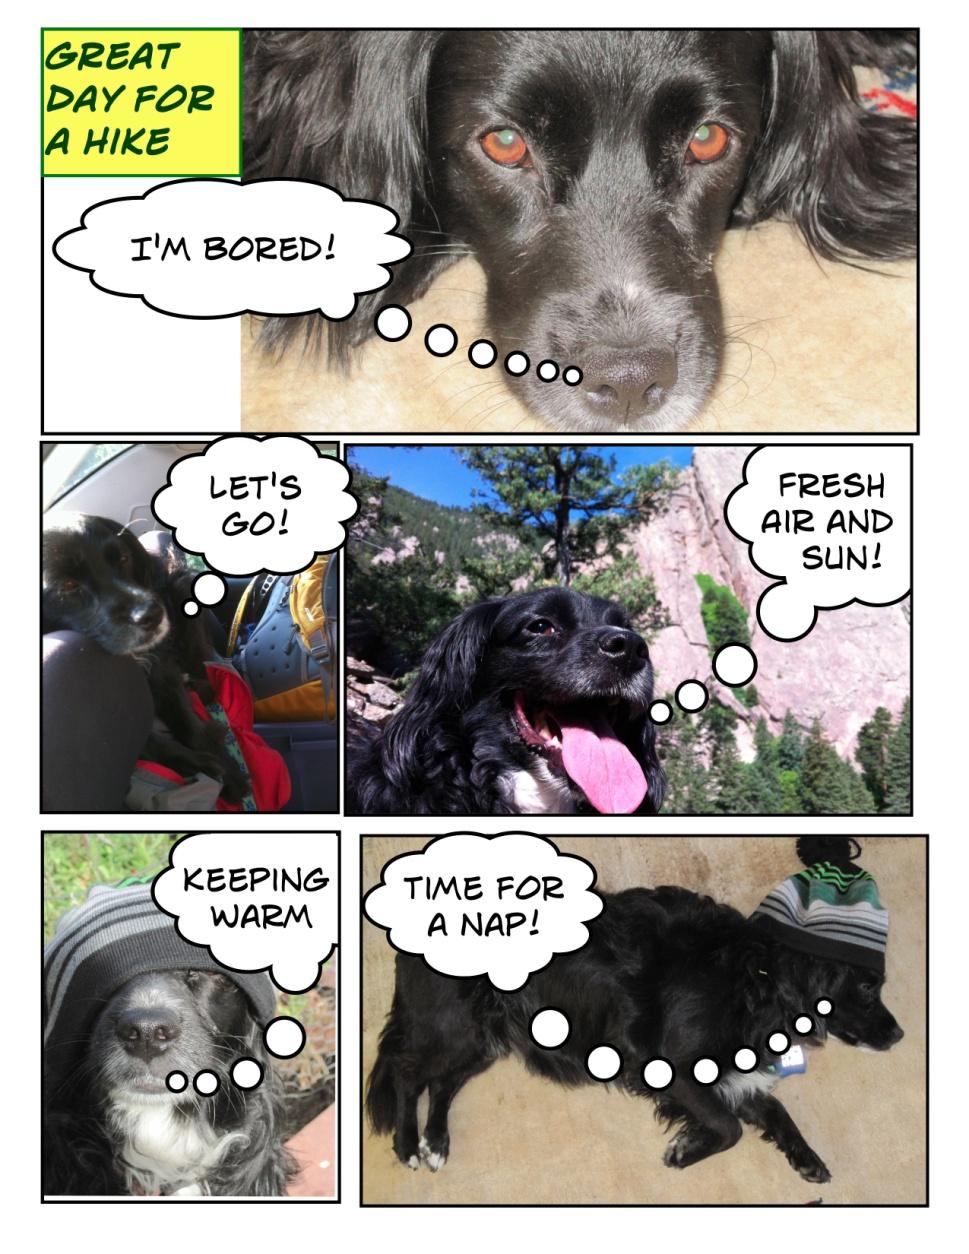 GREAT
DAY FOR
A HIKE
I'M BORED!
LET'S
GO!
FRESH
AIR AND
SUN!
KEEPING
WARM
TIME FOR
A NAP!